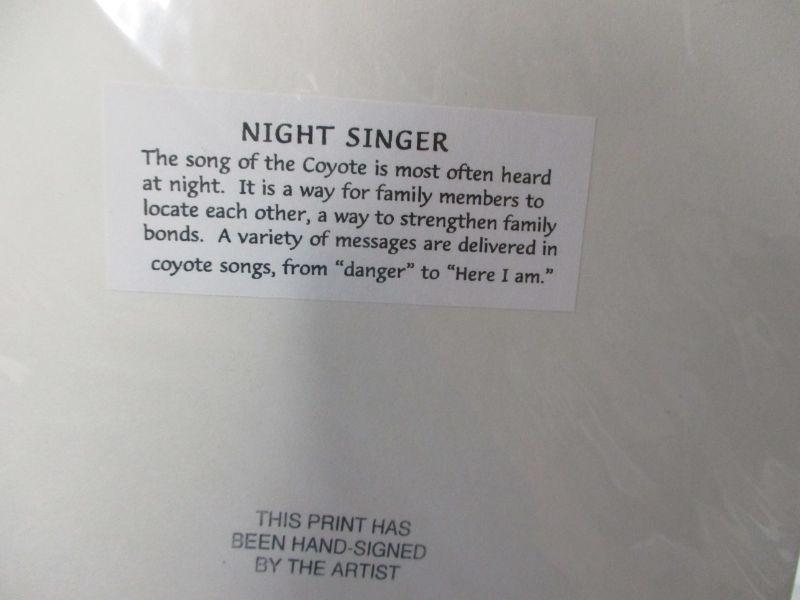 NIGHT SINGER
The song of the Coyote is most often heard
at night. It is a way for family members to
locate each other, a way to strengthen family
bonds. A variety of messages are delivered in
coyote songs, from “danger” to “Here I am.”
THIS PRINT HAS
BEEN HAND-SIGNED
BY THE ARTIST